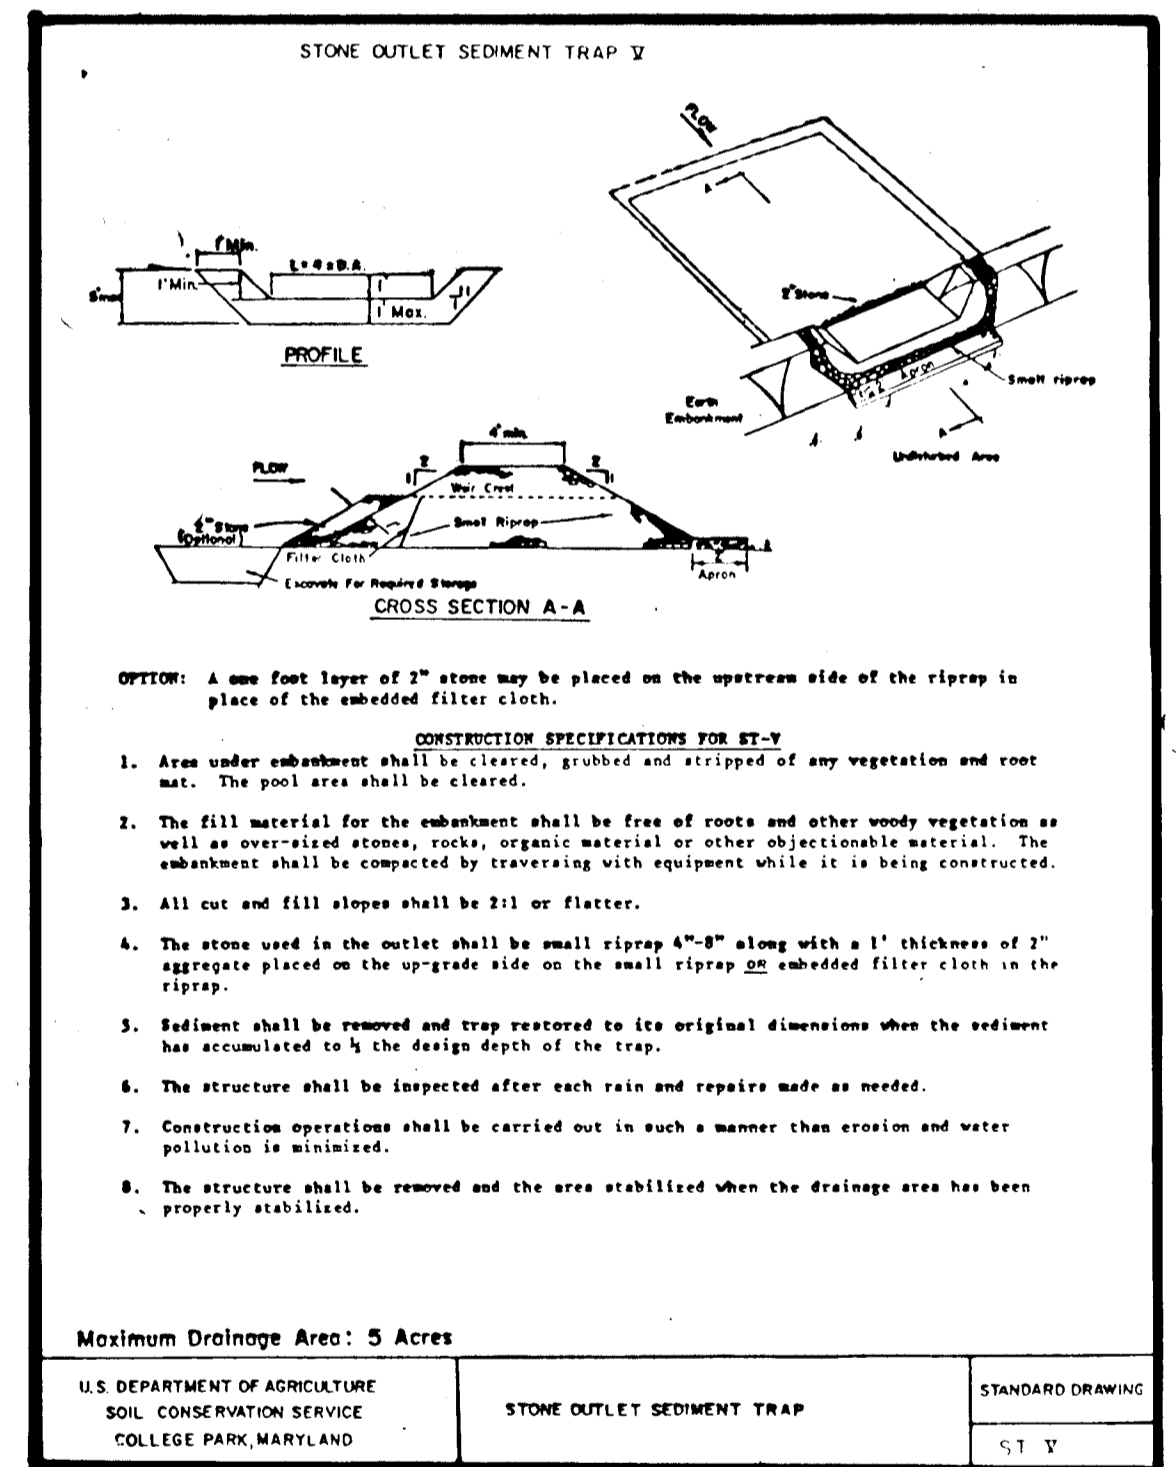 STONE OUTLET SEDIMENT TRAP V
FLOW
A
1' Min.
L = 4 x D.A.
1' Min.
1'
5' max
1' Max.
1
PROFILE
2" Stone
Apron
Small riprap
Earth
Embankment
A
Undisturbed Area
4' min.
FLOW
2
1
2
1
Weir Crest
2" Stone
(Optional)
Small Riprap
Filter Cloth
Apron
Excavate For Required Storage
CROSS SECTION A-A
OPTION: A one foot layer of 2" stone may be placed on the upstream side of the riprap in
place of the embedded filter cloth.
CONSTRUCTION SPECIFICATIONS FOR ST-V
1. Area under embankment shall be cleared, grubbed and stripped of any vegetation and root
mat. The pool area shall be cleared.
2. The fill material for the embankment shall be free of roots and other woody vegetation as
well as over-sized stones, rocks, organic material or other objectionable material. The
embankment shall be compacted by traversing with equipment while it is being constructed.
3. All cut and fill slopes shall be 2:1 or flatter.
4. The stone used in the outlet shall be small riprap 4"-8" along with a 1' thickness of 2"
aggregate placed on the up-grade side on the small riprap OR embedded filter cloth in the
riprap.
5. Sediment shall be removed and trap restored to its original dimensions when the sediment
has accumulated to ½ the design depth of the trap.
6. The structure shall be inspected after each rain and repairs made as needed.
7. Construction operations shall be carried out in such a manner than erosion and water
pollution is minimized.
8. The structure shall be removed and the area stabilized when the drainage area has been
properly stabilized.
Maximum Drainage Area: 5 Acres
U.S. DEPARTMENT OF AGRICULTURE
SOIL CONSERVATION SERVICE
COLLEGE PARK, MARYLAND
STONE OUTLET SEDIMENT TRAP
STANDARD DRAWING
ST V